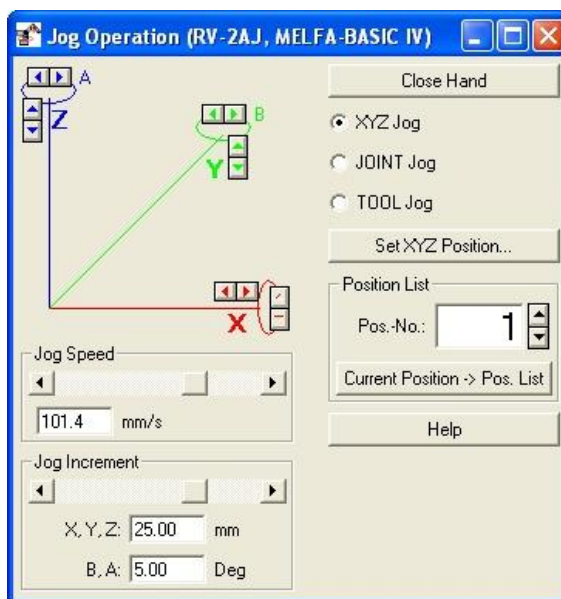 Jog Operation (RV-2AJ, MELFA-BASIC IV)
A
Z
B
Y
X
Close Hand
XYZ Jog
JOINT Jog
TOOL Jog
Set XYZ Position...
Position List
Pos.-No.: 1
Current Position -> Pos. List
Help
Jog Speed
101.4 mm/s
Jog Increment
X, Y, Z: 25.00 mm
B, A: 5.00 Deg